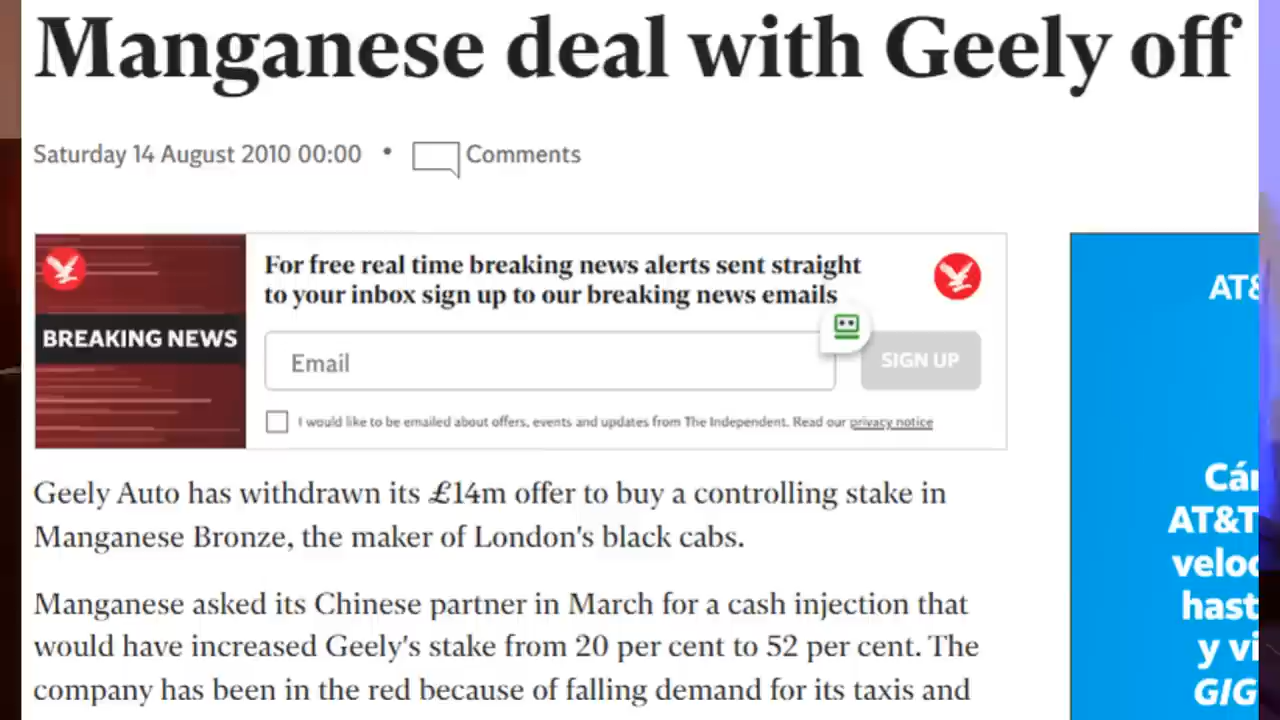 Manganese deal with Geely off
Saturday 14 August 2010 00:00 • Comments
BREAKING NEWS
For free real time breaking news alerts sent straight
to your inbox sign up to our breaking news emails
Email
SIGN UP
I would like to be emailed about offers, events and updates from The Independent. Read our privacy notice
Geely Auto has withdrawn its £14m offer to buy a controlling stake in
Manganese Bronze, the maker of London's black cabs.
Manganese asked its Chinese partner in March for a cash injection that
would have increased Geely's stake from 20 per cent to 52 per cent. The
company has been in the red because of falling demand for its taxis and
AT&
Cá
AT&T
velo
hast
y vi
GIG